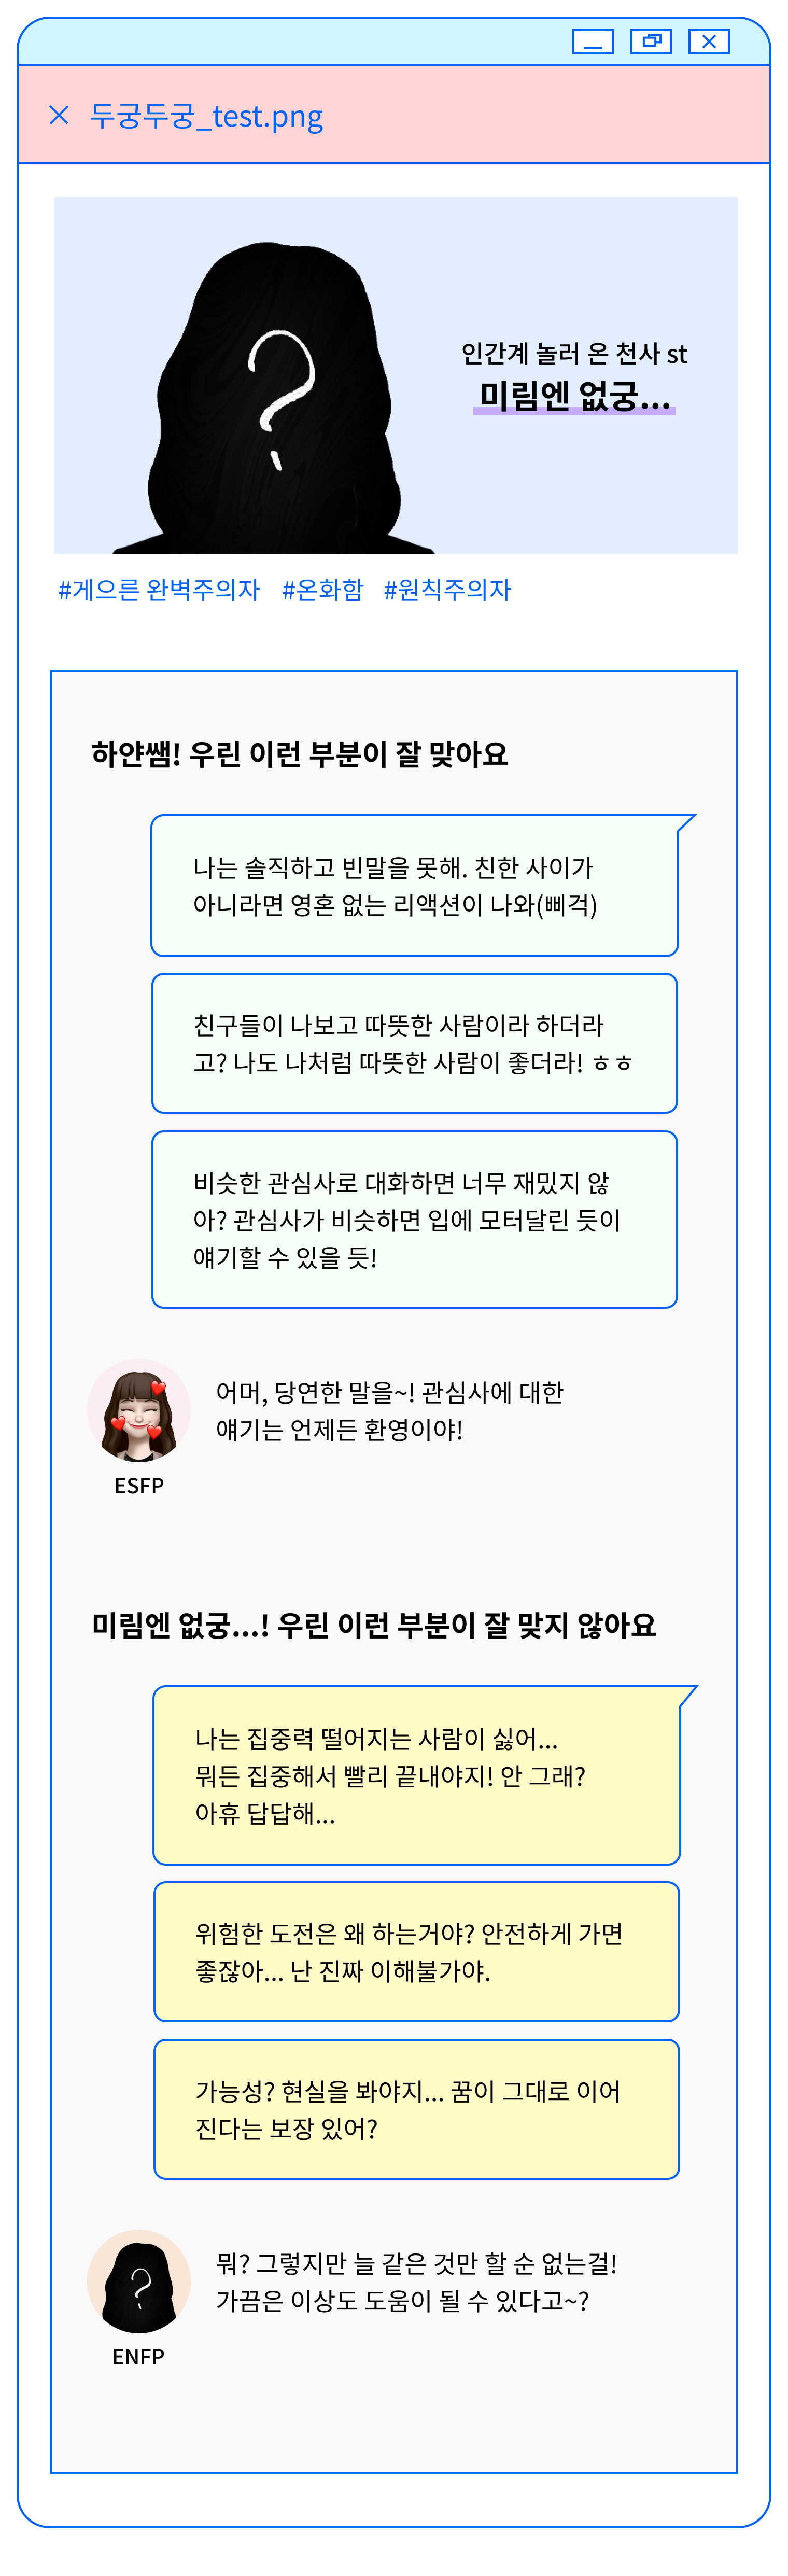 두궁두궁_test.png
인간계 놀러 온 천사 st
미림엔 없궁...
#게으른 완벽주의자 #온화함 #원칙주의자
하얀쌤! 우린 이런 부분이 잘 맞아요
나는 솔직하고 빈말을 못해. 친한 사이가
아니라면 영혼 없는 리액션이 나와(삐걱)
친구들이 나보고 따뜻한 사람이라 하더라
고? 나도 나처럼 따뜻한 사람이 좋더라! ㅎㅎ
비슷한 관심사로 대화하면 너무 재밌지 않
아? 관심사가 비슷하면 입에 모터달린 듯이
얘기할 수 있을 듯!
어머, 당연한 말을~! 관심사에 대한
얘기는 언제든 환영이야!
ESFP
미림엔 없궁...! 우린 이런 부분이 잘 맞지 않아요
나는 집중력 떨어지는 사람이 싫어...
뭐든 집중해서 빨리 끝내야지! 안 그래?
아휴 답답해...
위험한 도전은 왜 하는거야? 안전하게 가면
좋잖아... 난 진짜 이해불가야.
가능성? 현실을 봐야지... 꿈이 그대로 이어
진다는 보장 있어?
뭐? 그렇지만 늘 같은 것만 할 순 없는걸!
가끔은 이상도 도움이 될 수 있다고~?
ENFP